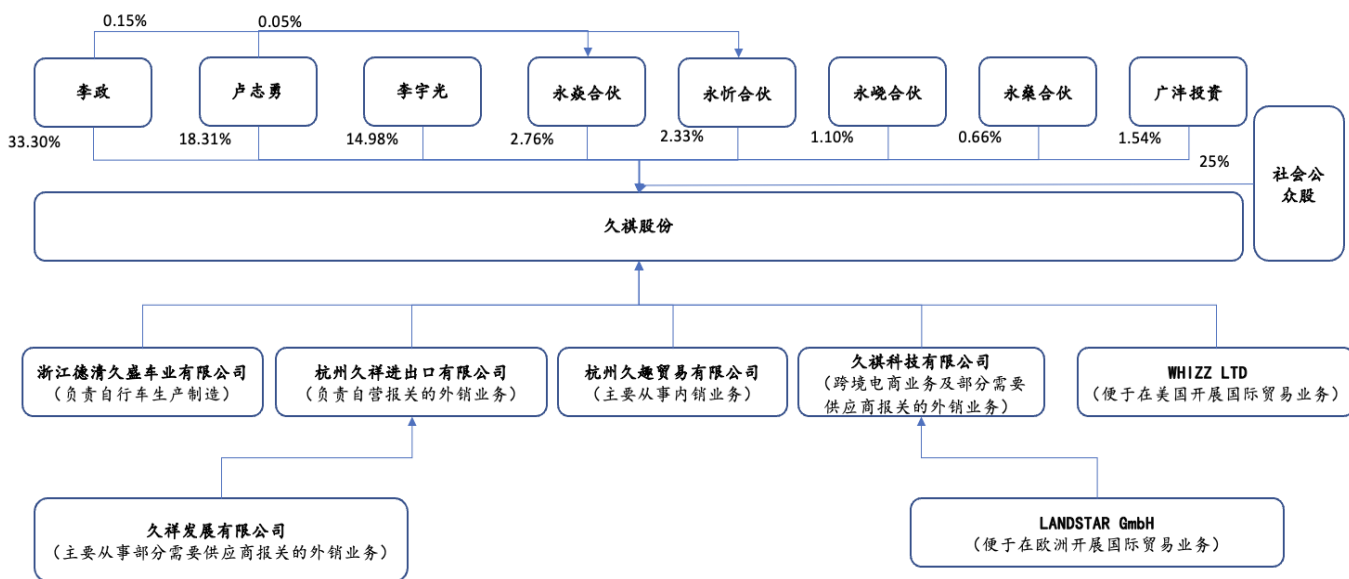 0.15%
0.05%
李政
卢志勇
李宇光
永焱合伙
永忻合伙
永峣合伙
永燊合伙
广沣投资
33.30%
18.31%
14.98%
2.76%
2.33%
1.10%
0.66%
1.54%
25%
社会公
众股
久祺股份
浙江德清久盛车业有限公司
（负责自行车生产制造）
杭州久祥进出口有限公司
（负责自营报关的外销业务）
杭州久趣贸易有限公司
（主要从事内销业务）
久祺科技有限公司
（跨境电商业务及部分需要
供应商报关的外销业务）
WHIZZ LTD
（便于在美国开展国际贸易业务）
久祥发展有限公司
（主要从事部分需要供应商报关的外销业务）
LANDSTAR GmbH
（便于在欧洲开展国际贸易业务）